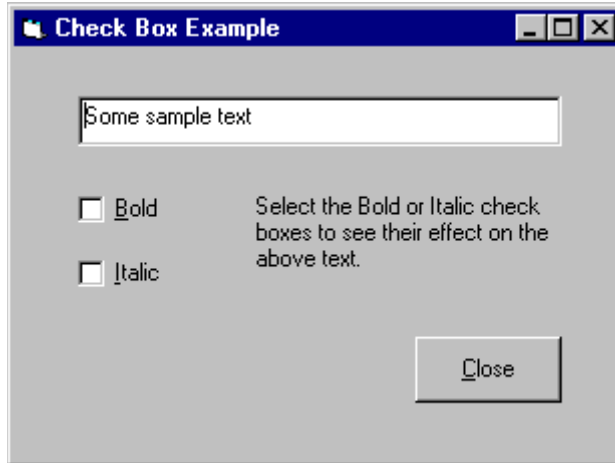 Check Box Example
Some sample text
Bold
Select the Bold or Italic check
boxes to see their effect on the
above text.
Italic
Close